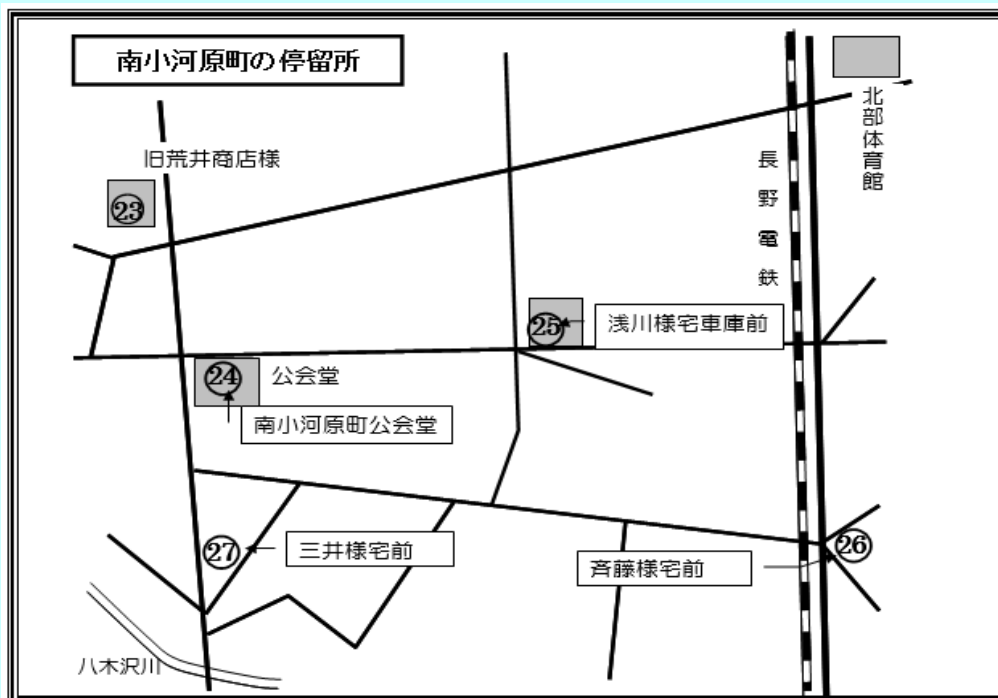 南小河原町の停留所
北部体育館
旧荒井商店様
長野電鉄
23
25
浅川様宅車庫前
24
公会堂
南小河原町公会堂
27
三井様宅前
26
斉藤様宅前
八木沢川